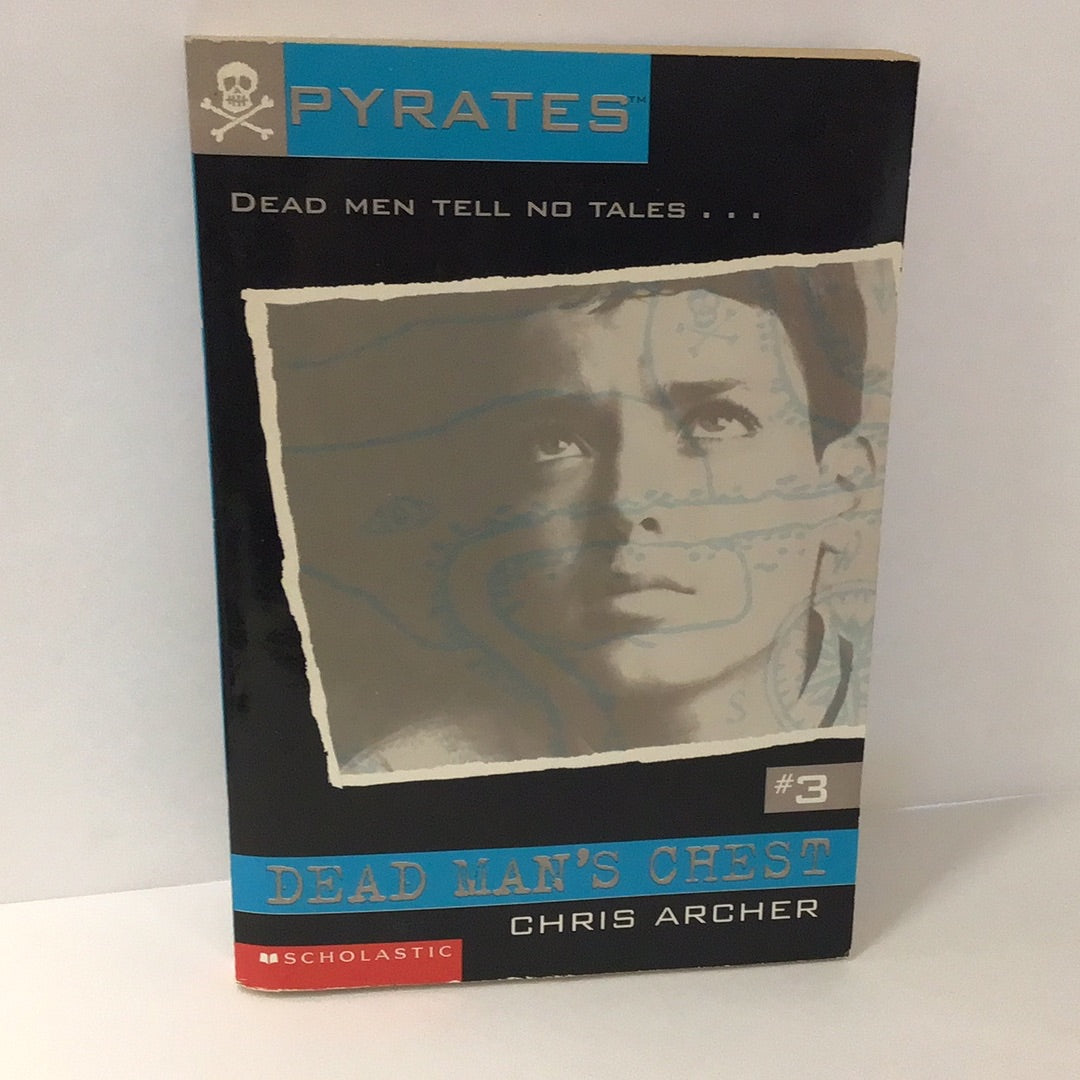 PYRATES™
DEAD MEN TELL NO TALES . . .
S
#3
DEAD MAN'S CHEST
CHRIS ARCHER
SCHOLASTIC